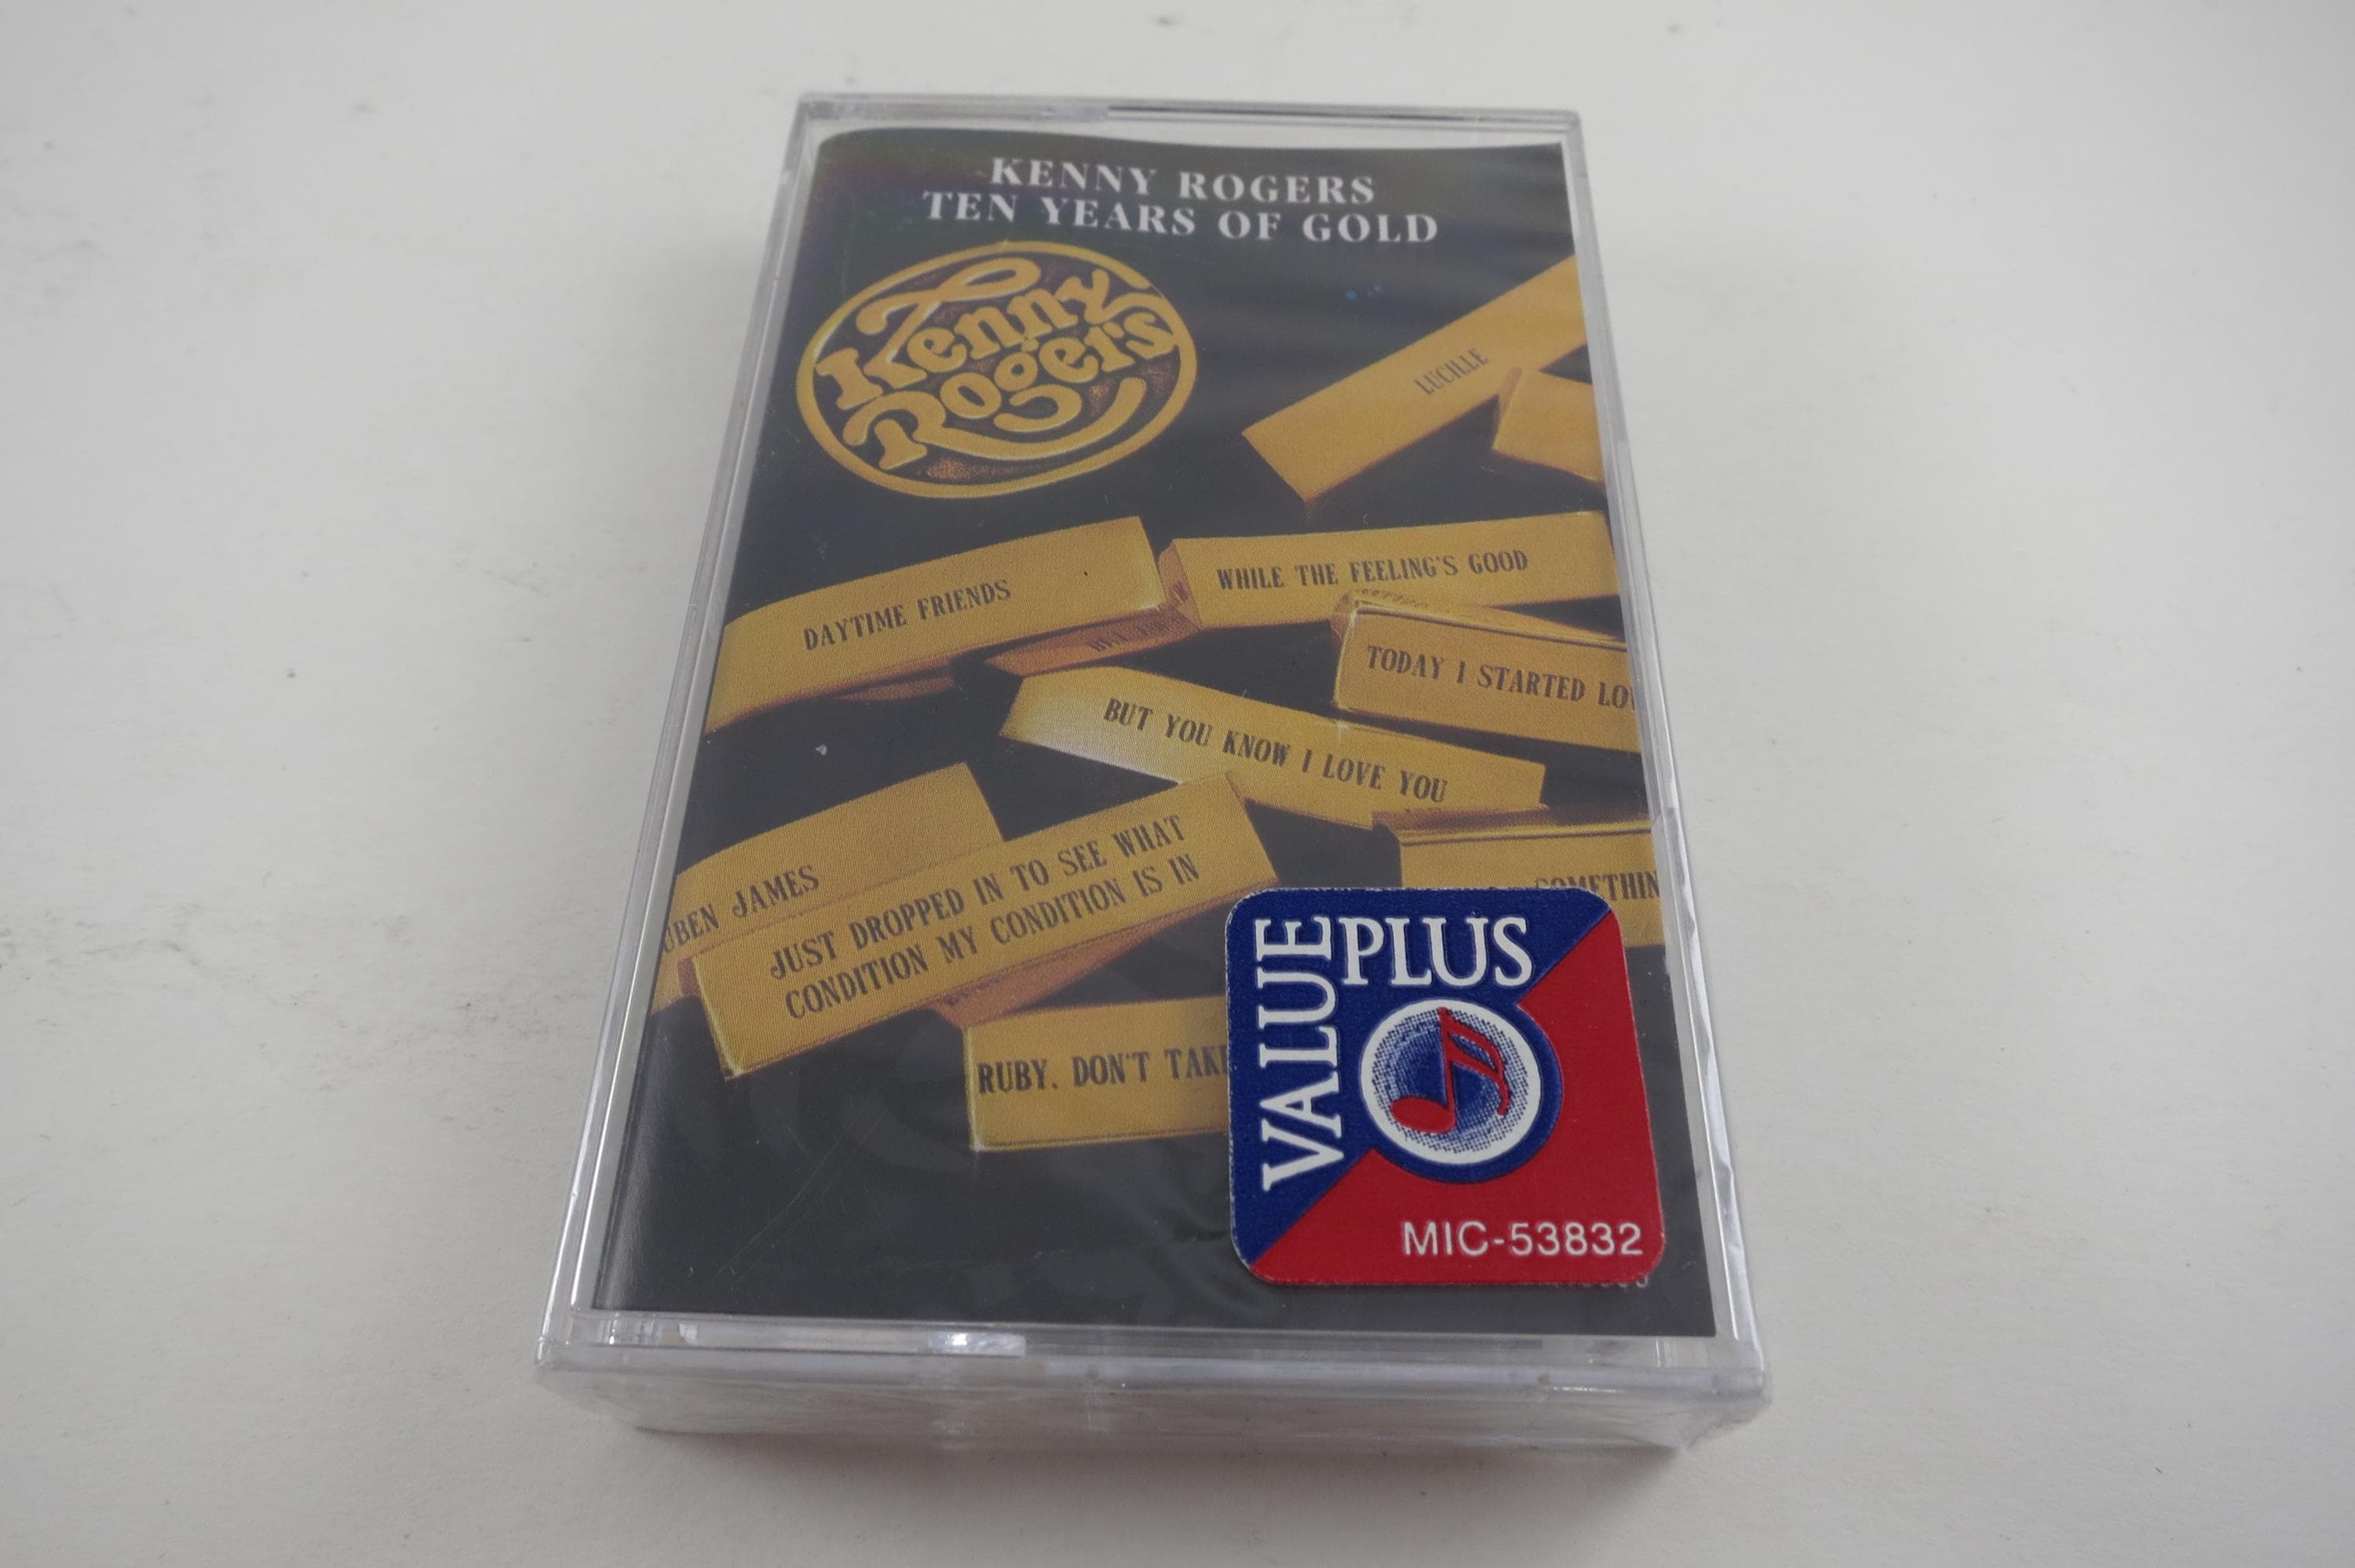 KENNY ROGERS
TEN YEARS OF GOLD
Kenny
Rogers
LUCILLE
DAYTIME FRIENDS
WHILE THE FEELING'S GOOD
TODAY I STARTED LOV
BUT YOU KNOW I LOVE YOU
UBEN JAMES
JUST DROPPED IN TO SEE WHAT
CONDITION MY CONDITION IS IN
SOMETHIN
RUBY, DON'T TAKE
VALUE PLUS
MIC-53832